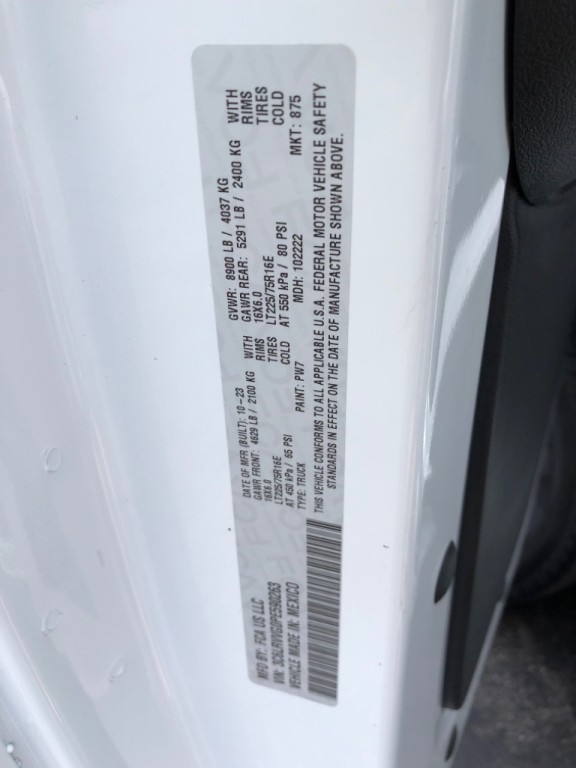 MFD BY: FCA US LLC
DATE OF MFR (BUILT): 10-23
GVWR: 8900 LB / 4037 KG
GAWR FRONT: 4629 LB / 2100 KG WITH
GAWR REAR: 5291 LB / 2400 KG WITH
16X6.0 RIMS
16X6.0 RIMS
LT225/75R16E TIRES
LT225/75R16E TIRES
AT 450 kPa / 65 PSI COLD
AT 550 kPa / 80 PSI COLD
VIN: 3C6LRVVG0PE590263
TYPE: TRUCK
PAINT: PW7
MDH: 102222
MKT: 875
VEHICLE MADE IN: MEXICO
THIS VEHICLE CONFORMS TO ALL APPLICABLE U.S.A. FEDERAL MOTOR VEHICLE SAFETY
STANDARDS IN EFFECT ON THE DATE OF MANUFACTURE SHOWN ABOVE.